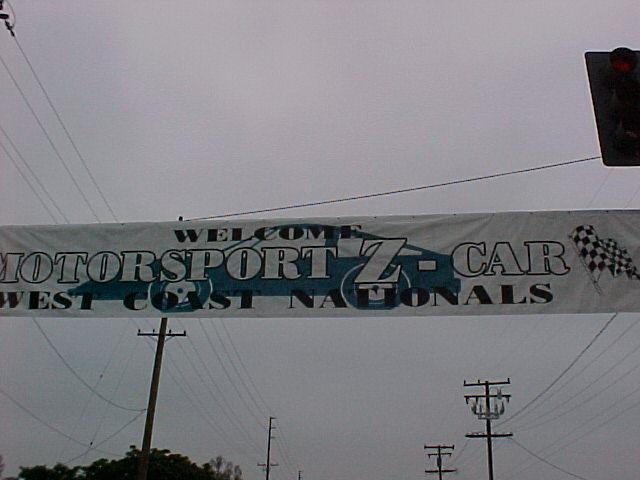 WELCOME
MOTORSPORT Z-CAR
WEST COAST NATIONALS